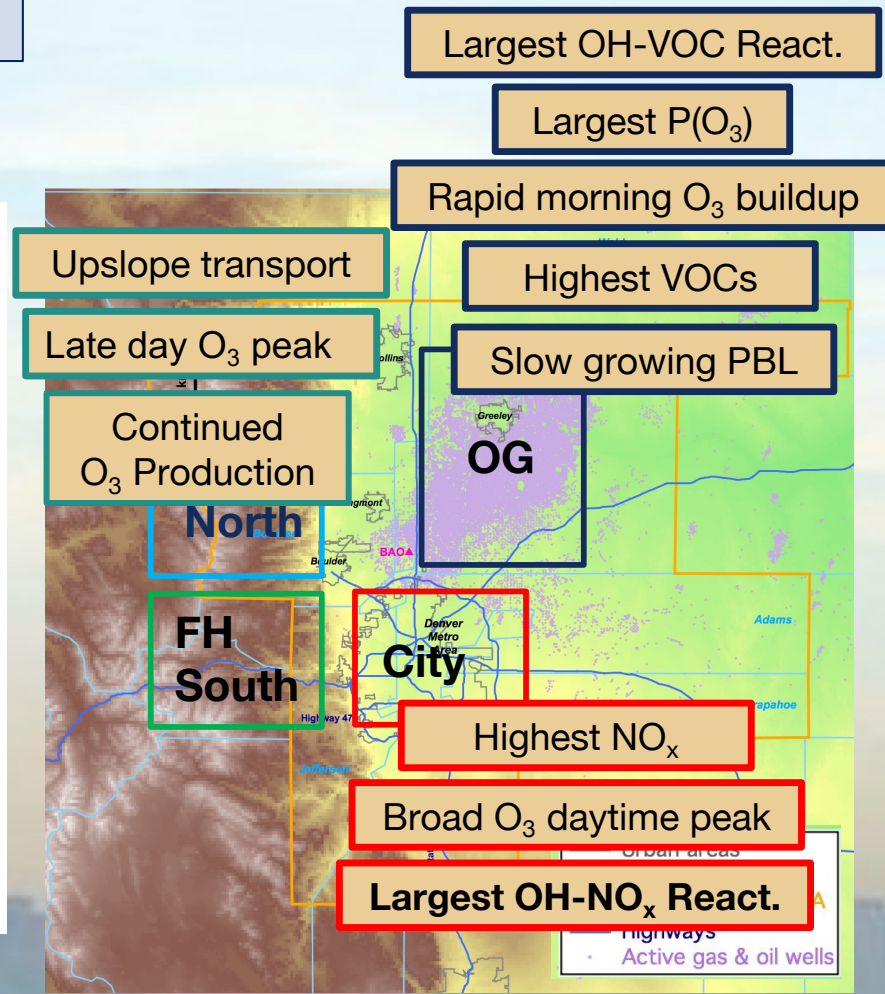 Largest OH-VOC React.
Largest P(O₃)
Rapid morning O₃ buildup
Upslope transport
Highest VOCs
Late day O₃ peak
Slow growing PBL
Continued
O₃ Production
Greeley
OG
North
BAO
Boulder
FH
South
Denver
Metro
Area
City
Adams
Highway 47
Highest NOₓ
Jefferson
Broad O₃ daytime peak
Urban areas
Largest OH-NOₓ React.
A
Highways
Active gas & oil wells